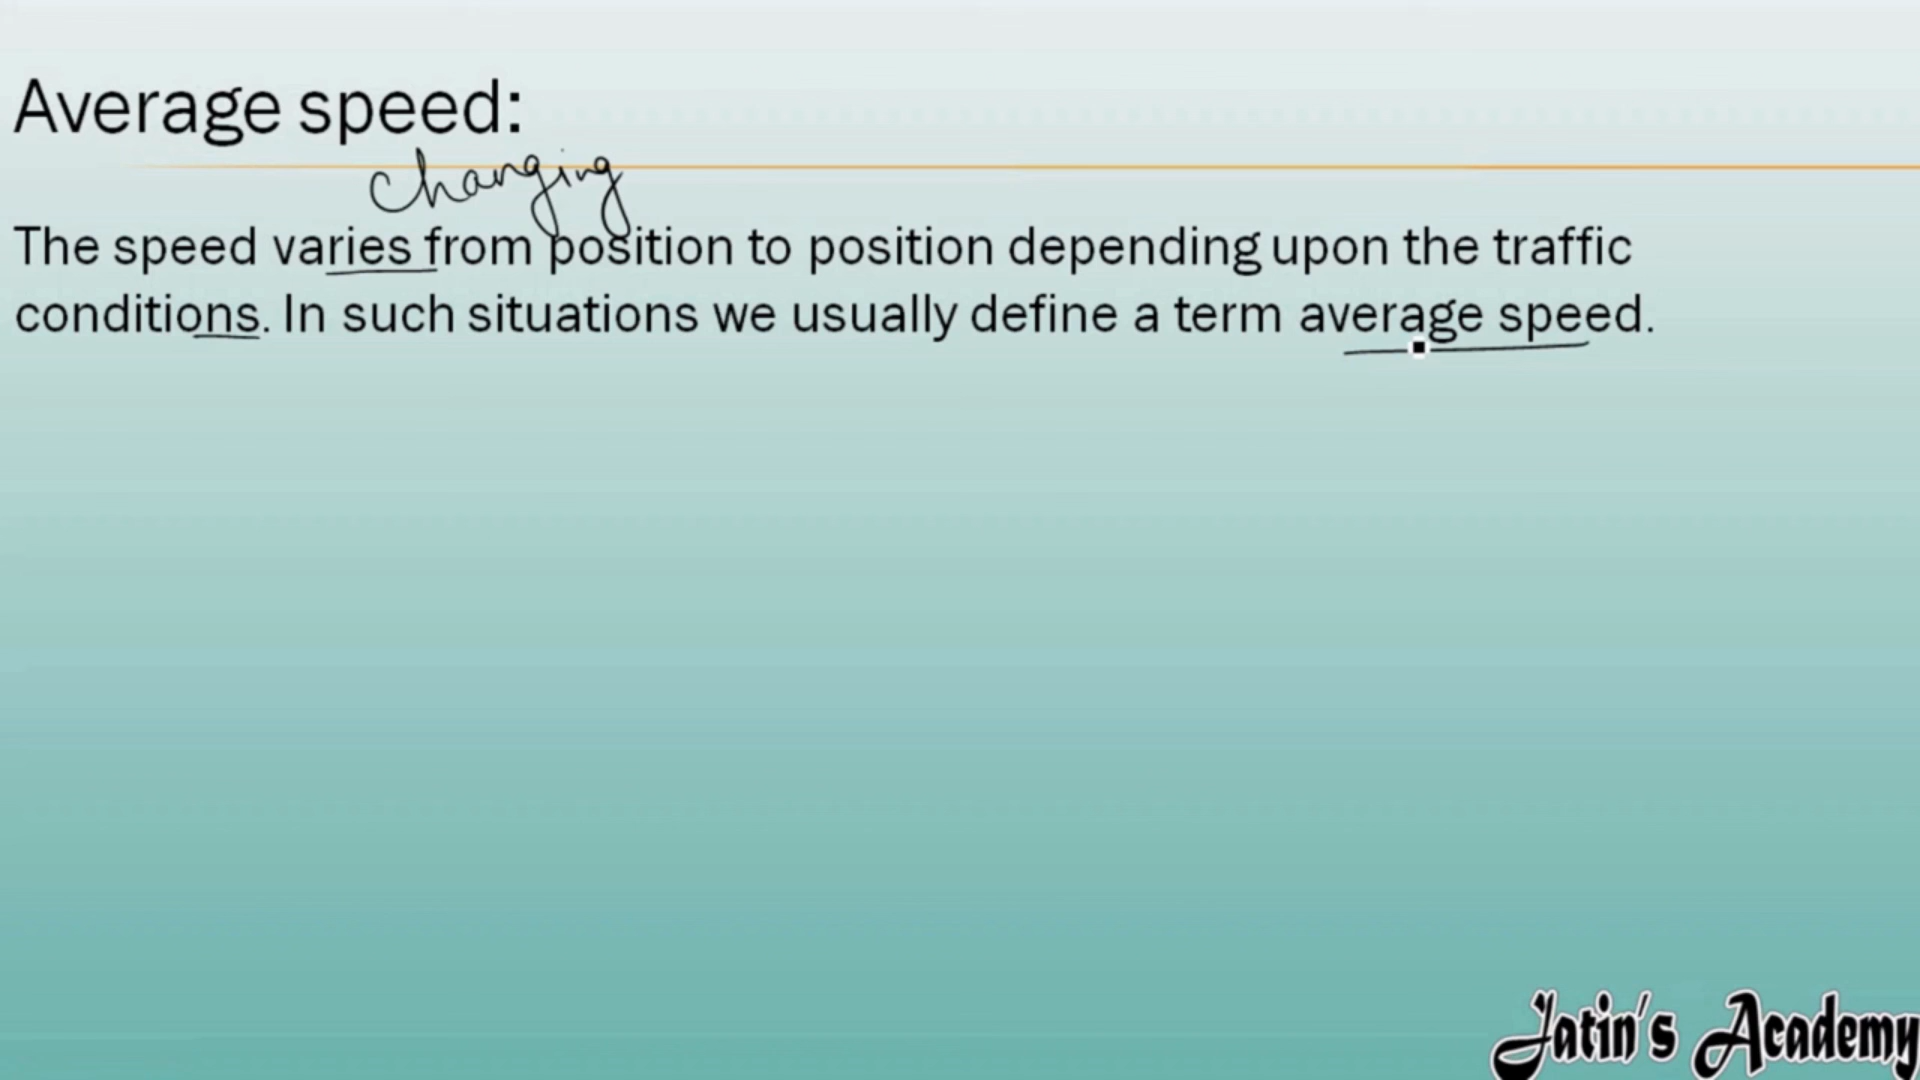 Average speed:
changing
The speed varies from position to position depending upon the traffic
conditions. In such situations we usually define a term average speed.
Jatin's Academy